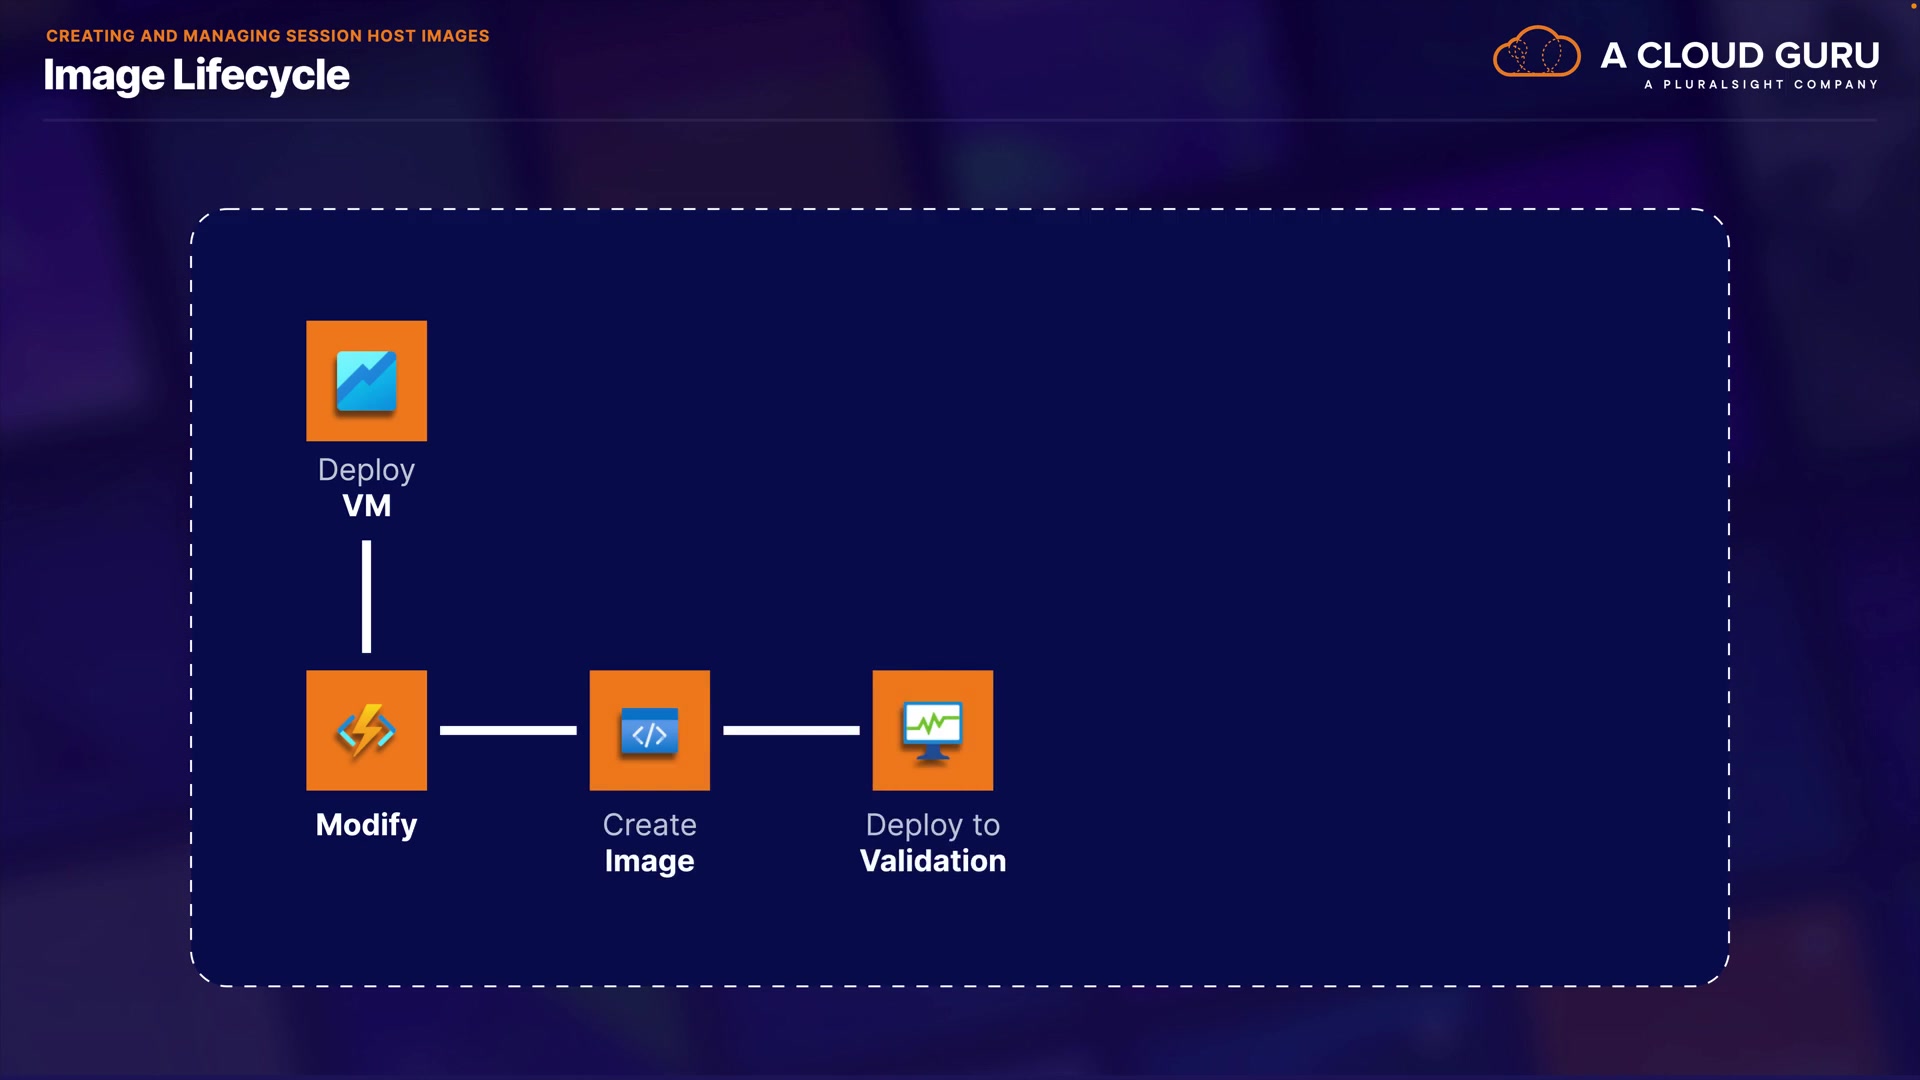 CREATING AND MANAGING SESSION HOST IMAGES
Image Lifecycle
A CLOUD GURU
A PLURALSIGHT COMPANY
Deploy
VM
Modify
Create
Image
Deploy to
Validation